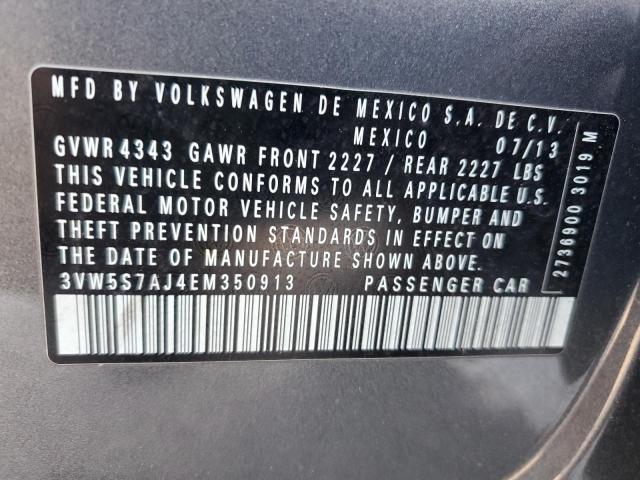 MFD BY VOLKSWAGEN DE MEXICO S.A. DE C.V.
MEXICO 07/13
GVWR 4343 GAWR FRONT 2227 / REAR 2227 LBS
THIS VEHICLE CONFORMS TO ALL APPLICABLE U.S.
FEDERAL MOTOR VEHICLE SAFETY, BUMPER AND
THEFT PREVENTION STANDARDS IN EFFECT ON
THE DATE OF MANUFACTURE SHOWN ABOVE.
3VW5S7AJ4EM350913 PASSENGER CAR
2736900 3019 M